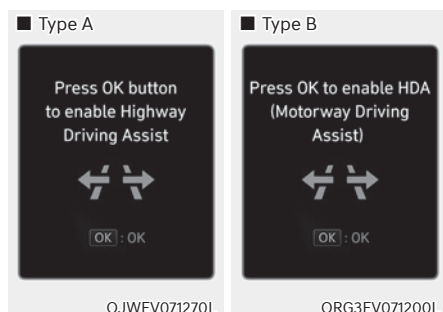 ■ Type A
Press OK button
to enable Highway
Driving Assist
OK : OK
OJWEV071270L
■ Type B
Press OK to enable HDA
(Motorway Driving
Assist)
OK : OK
ORG3EV071200L